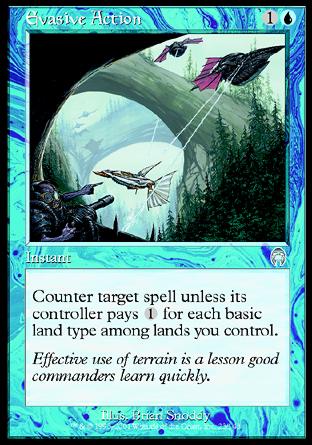 Evasive Action 1
Instant
Counter target spell unless its
controller pays 1 for each basic
land type among lands you control.
Effective use of terrain is a lesson good
commanders learn quickly.
Illus. Brian Snoddy